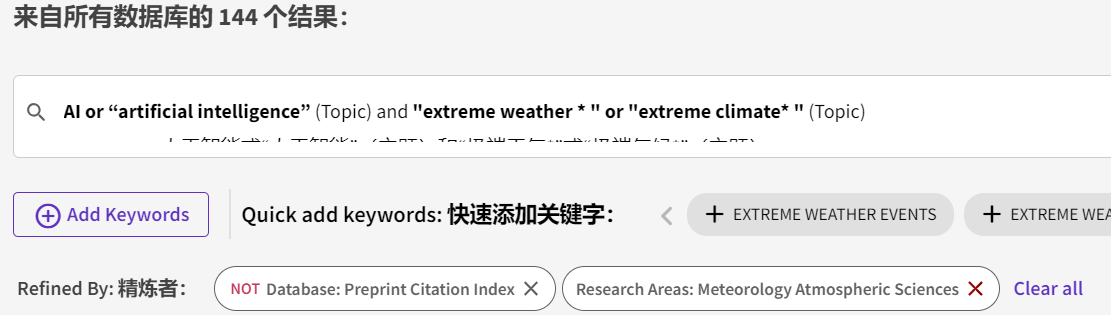 来自所有数据库的 144 个结果：
AI or “artificial intelligence” (Topic) and "extreme weather * " or "extreme climate* " (Topic)
Add Keywords
Quick add keywords: 快速添加关键字：
EXTREME WEATHER EVENTS
EXTREME WEA
Refined By: 精炼者：
NOT Database: Preprint Citation Index
Research Areas: Meteorology Atmospheric Sciences
Clear all